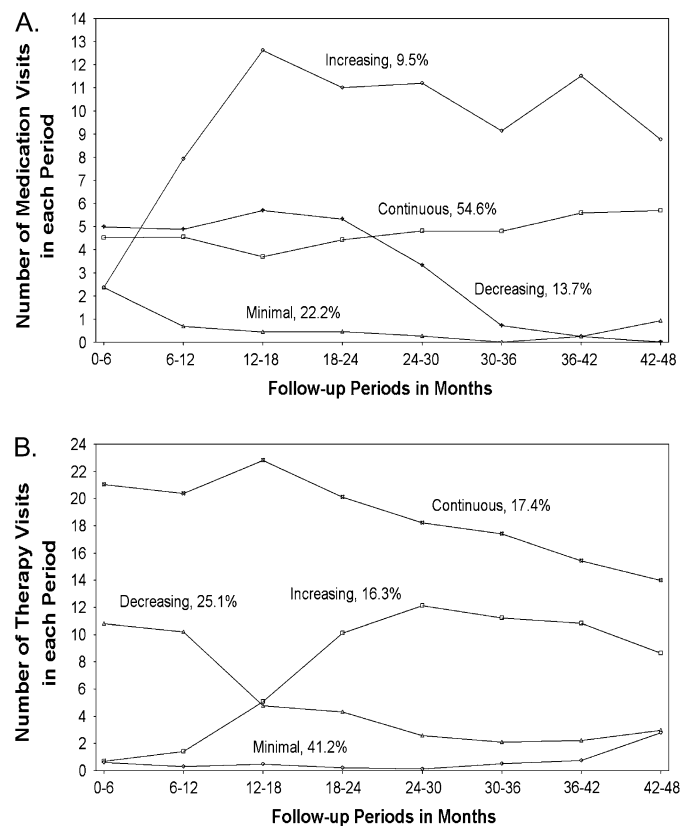 A.
Number of Medication Visits
in each Period
14
13
12
11
10
9
8
7
6
5
4
3
2
1
0
Increasing, 9.5%
Continuous, 54.6%
Decreasing, 13.7%
Minimal, 22.2%
0-6 6-12 12-18 18-24 24-30 30-36 36-42 42-48
Follow-up Periods in Months
B.
Number of Therapy Visits
in each Period
24
22
20
18
16
14
12
10
8
6
4
2
0
Continuous, 17.4%
Increasing, 16.3%
Decreasing, 25.1%
Minimal, 41.2%
0-6 6-12 12-18 18-24 24-30 30-36 36-42 42-48
Follow-up Periods in Months